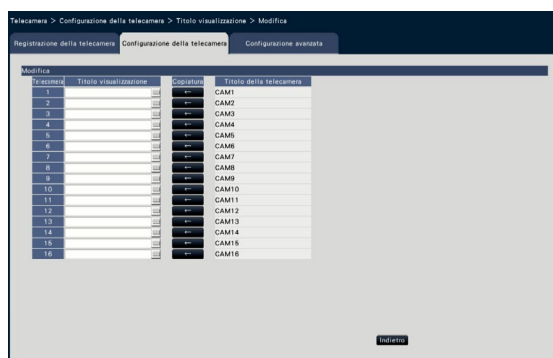 Telecamera > Configurazione della telecamera > Titolo visualizzazione > Modifica
Registrazione della telecamera Configurazione della telecamera Configurazione avanzata
Modifica
Telecamera Titolo visualizzazione Copiatura Titolo della telecamera
1 ← CAM1
2 ← CAM2
3 ← CAM3
4 ← CAM4
5 ← CAM5
6 ← CAM6
7 ← CAM7
8 ← CAM8
9 ← CAM9
10 ← CAM10
11 ← CAM11
12 ← CAM12
13 ← CAM13
14 ← CAM14
15 ← CAM15
16 ← CAM16
Indietro